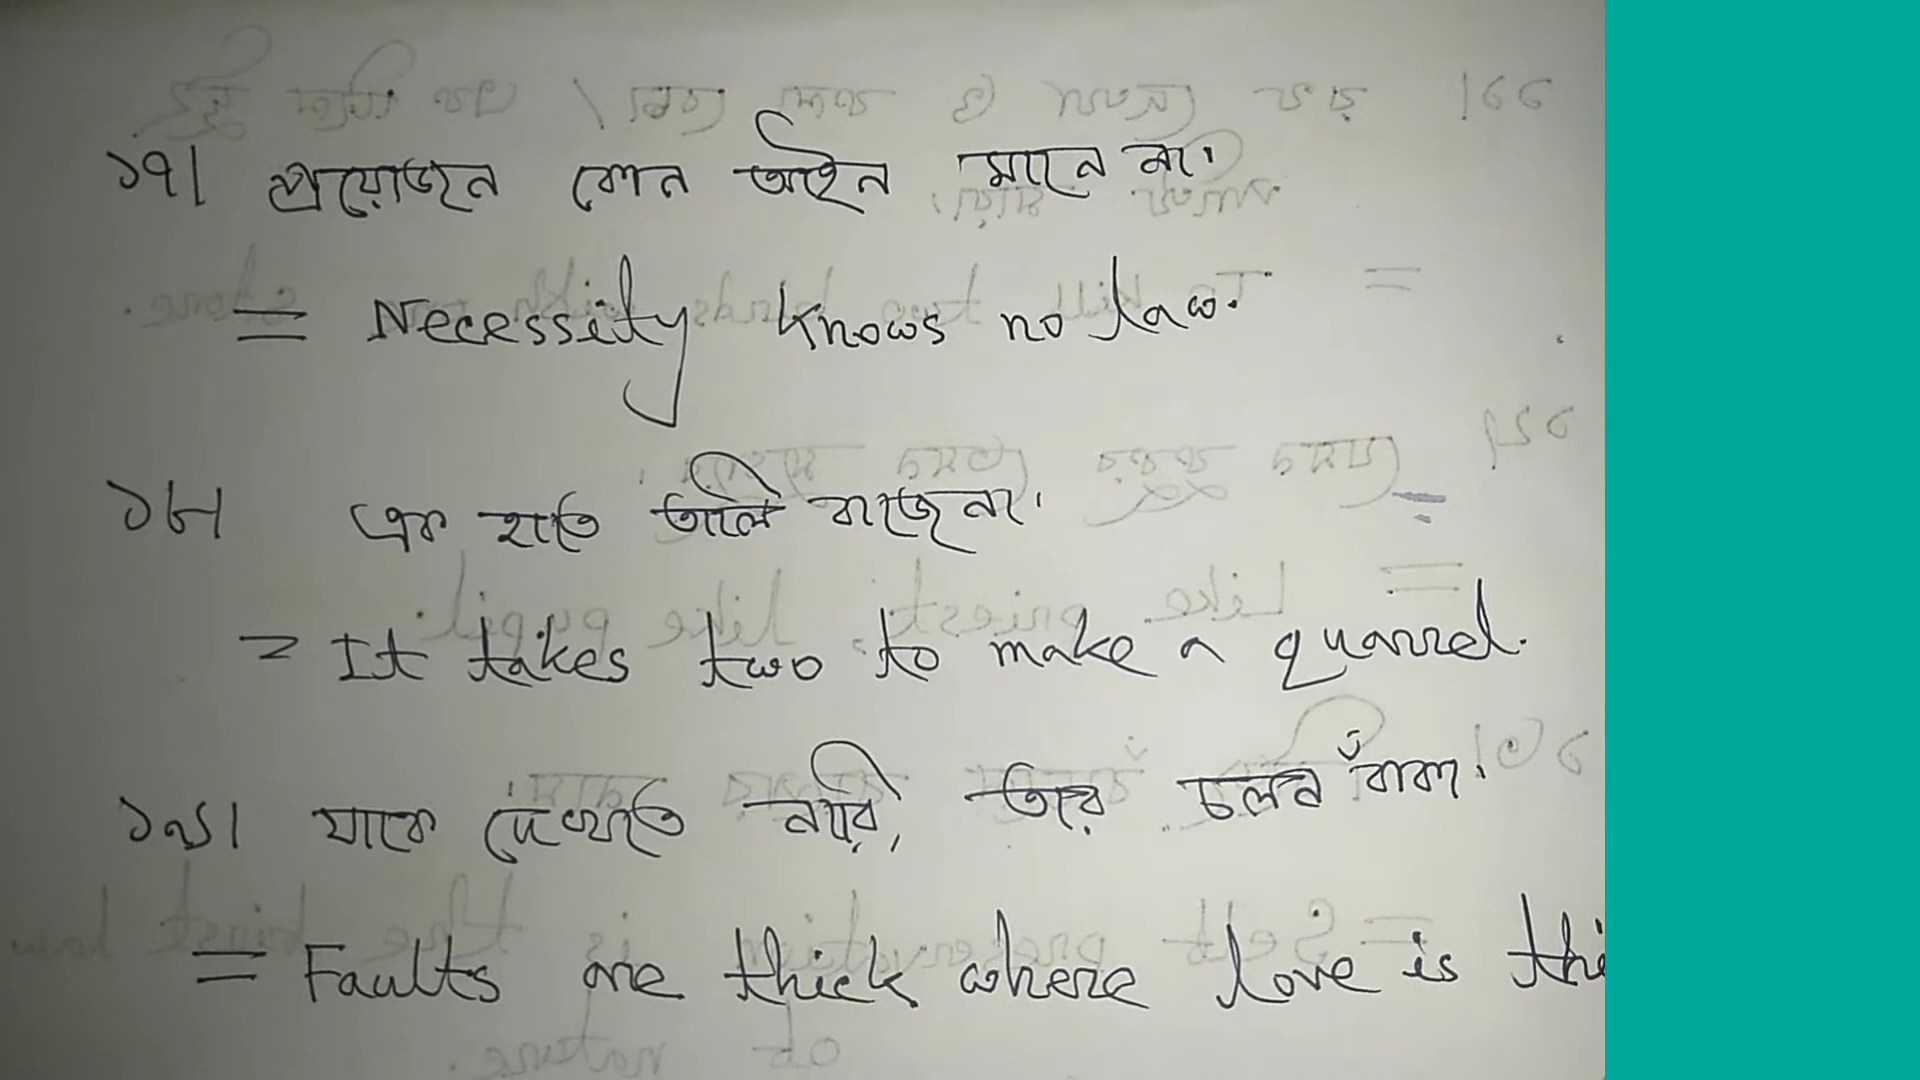 ১৭। প্রয়োজন কোন আইন মানে না।
= Necessity knows no law.
১৮। এক হাতে তালি বাজেনা।
= It takes two to make a quarrel.
১৯। যাকে দেখতে নারি, তার চলন বাঁকা।
= Faults are thick where love is thi